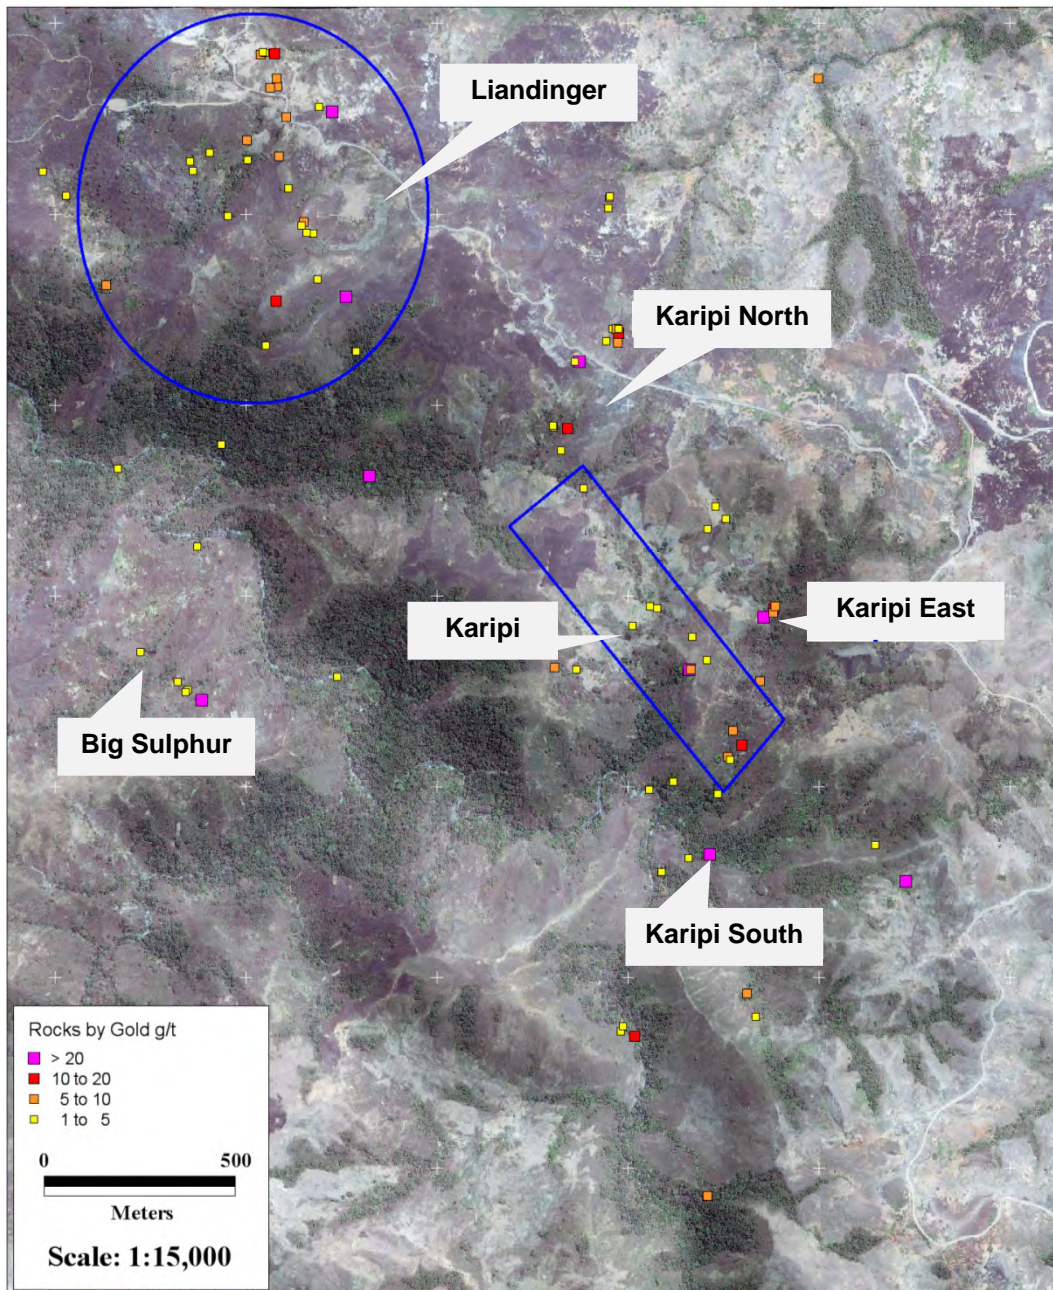 Liandinger
Karipi North
Karipi
Karipi East
Big Sulphur
Karipi South
Rocks by Gold g/t
> 20
10 to 20
5 to 10
1 to 5
0 500
Meters
Scale: 1:15,000